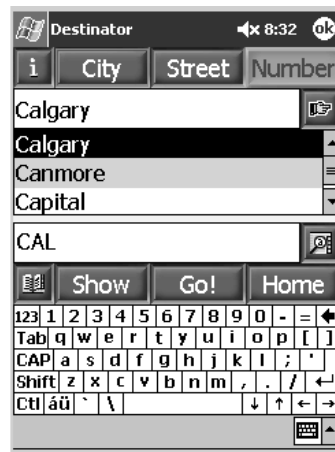 Destinator 8:32 ok
i City Street Number
Calgary
Calgary
Canmore
Capital
CAL
Show Go! Home
123 1 2 3 4 5 6 7 8 9 0 - =
Tab q w e r t y u i o p [ ]
CAP a s d f g h j k l ; '
Shift z x c v b n m , . /
Ctl áü ` \